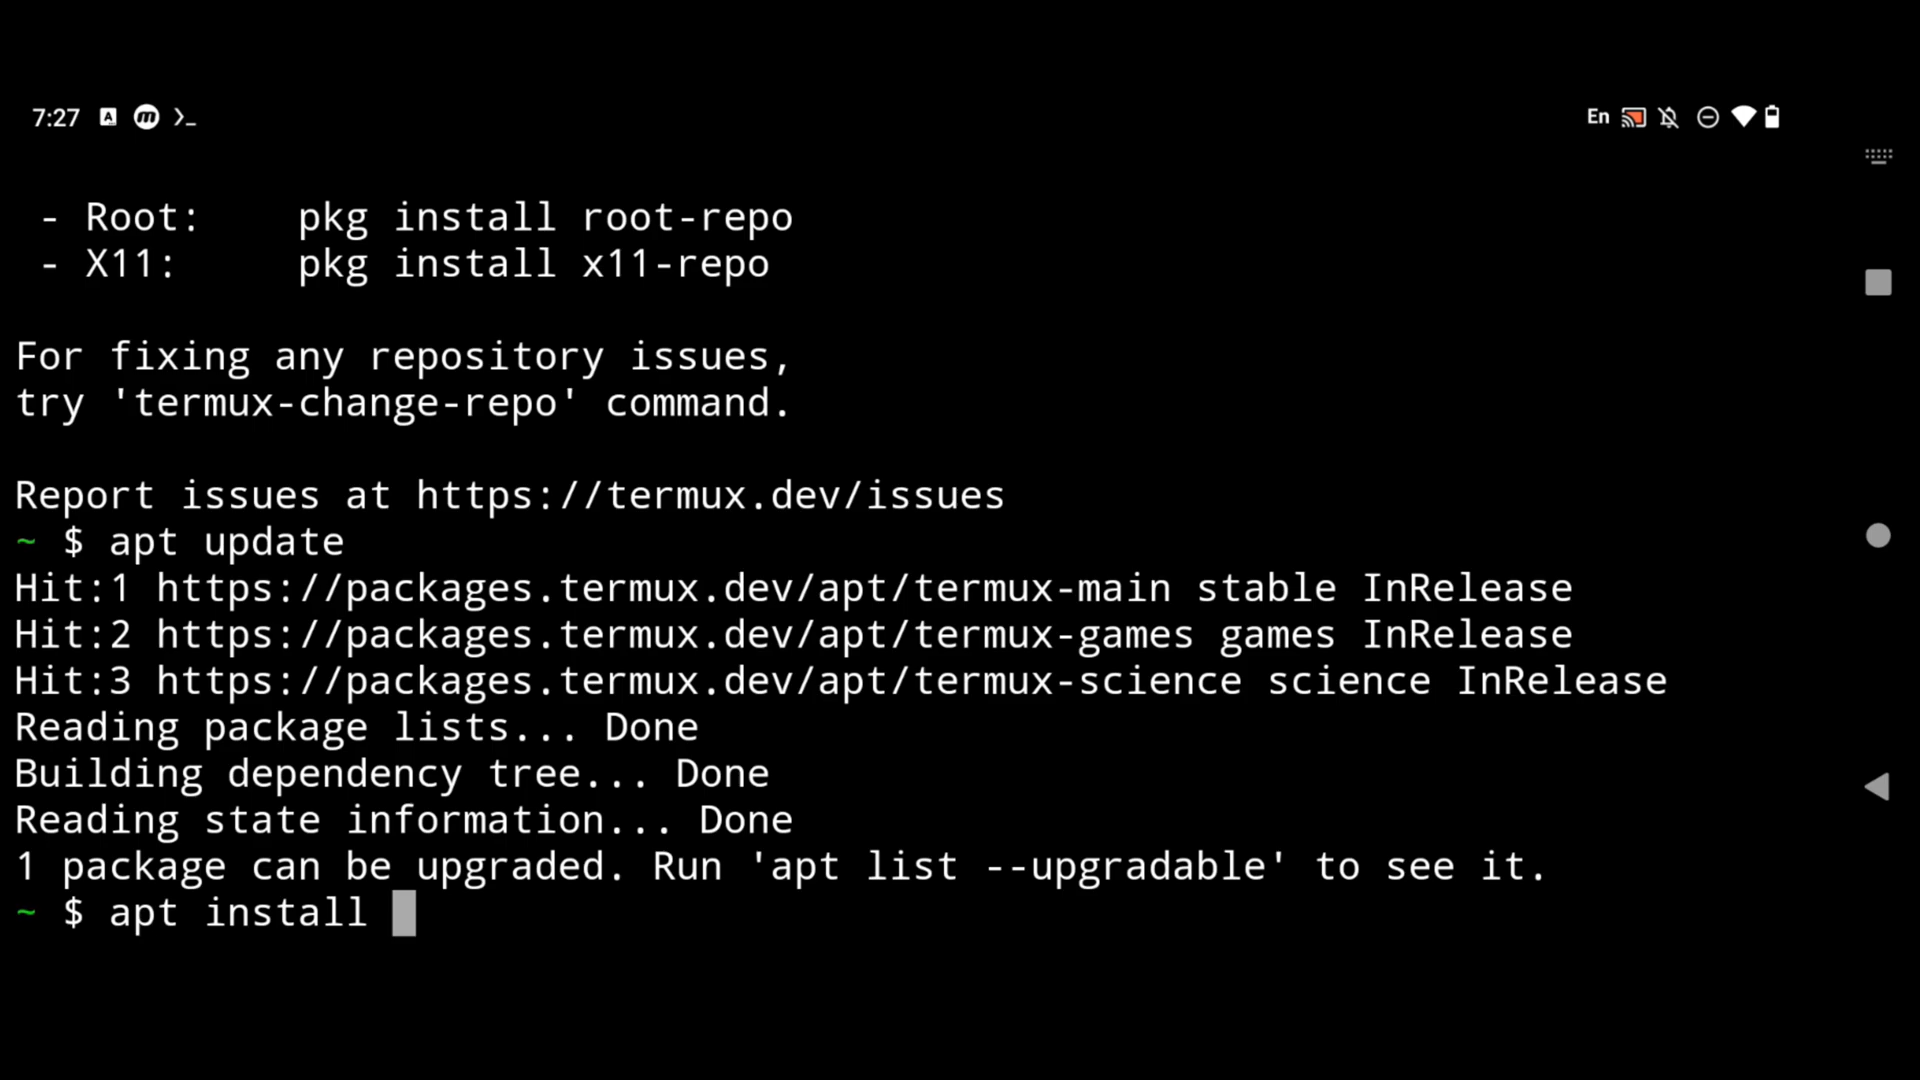 7:27 A m >_ En
- Root:    pkg install root-repo
- X11:     pkg install x11-repo
For fixing any repository issues,
try 'termux-change-repo' command.
Report issues at https://termux.dev/issues
~ $ apt update
Hit:1 https://packages.termux.dev/apt/termux-main stable InRelease
Hit:2 https://packages.termux.dev/apt/termux-games games InRelease
Hit:3 https://packages.termux.dev/apt/termux-science science InRelease
Reading package lists... Done
Building dependency tree... Done
Reading state information... Done
1 package can be upgraded. Run 'apt list --upgradable' to see it.
~ $ apt install